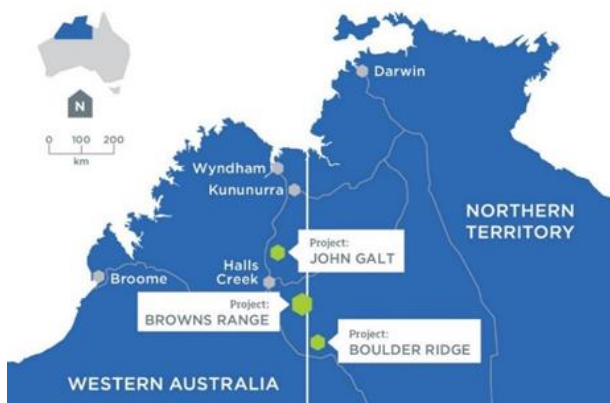 Darwin
N
0 100 200
km
Wyndham
Kununurra
NORTHERN
TERRITORY
Project:
JOHN GALT
Halls
Creek
Broome
Project:
BROWNS RANGE
Project:
BOULDER RIDGE
WESTERN AUSTRALIA